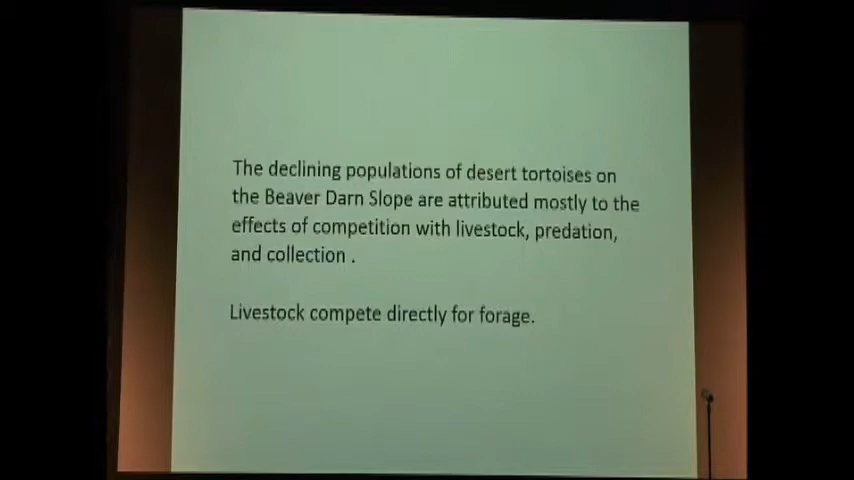 The declining populations of desert tortoises on
the Beaver Darn Slope are attributed mostly to the
effects of competition with livestock, predation,
and collection .
Livestock compete directly for forage.